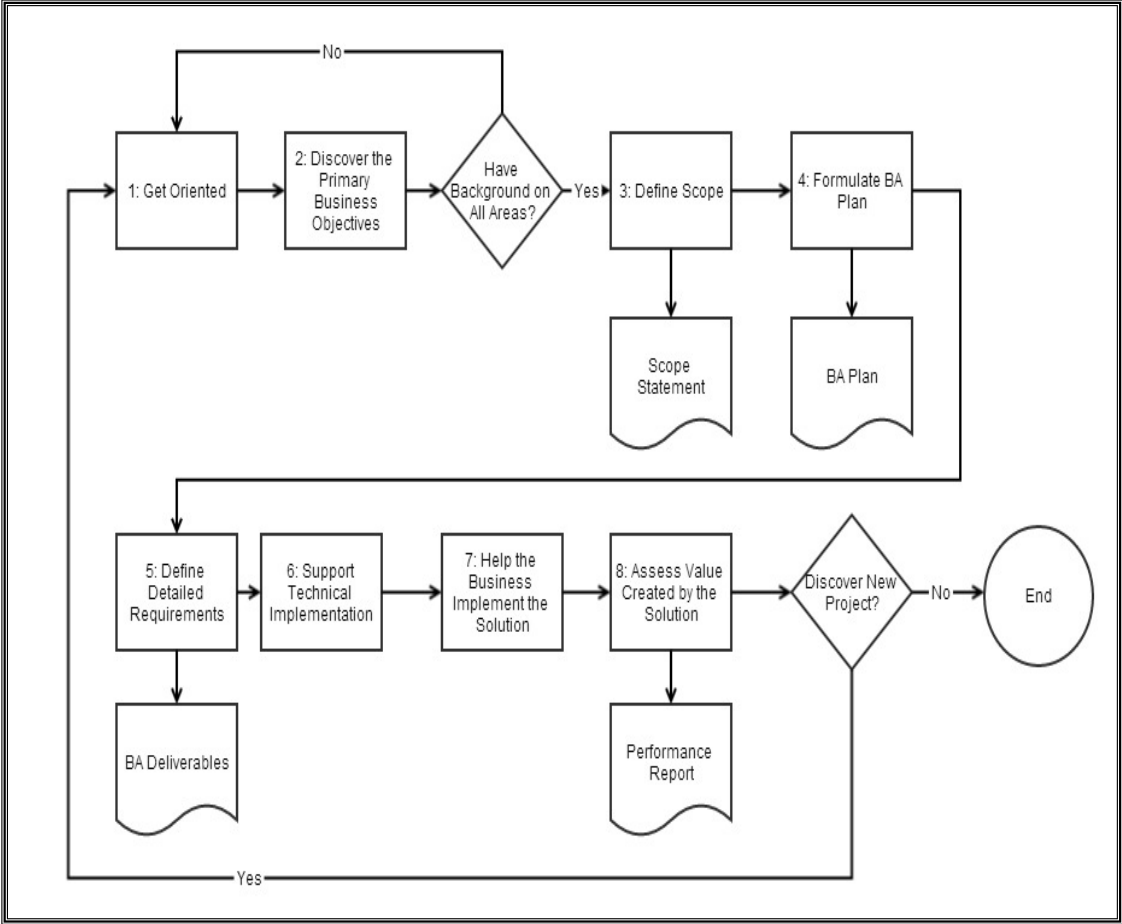 No
1: Get Oriented
2: Discover the
Primary
Business
Objectives
Have
Background on
All Areas?
Yes
3: Define Scope
4: Formulate BA
Plan
Scope
Statement
BA Plan
5: Define
Detailed
Requirements
6: Support
Technical
Implementation
7: Help the
Business
Implement the
Solution
8: Assess Value
Created by the
Solution
Discover New
Project?
No
End
BA Deliverables
Performance
Report
Yes